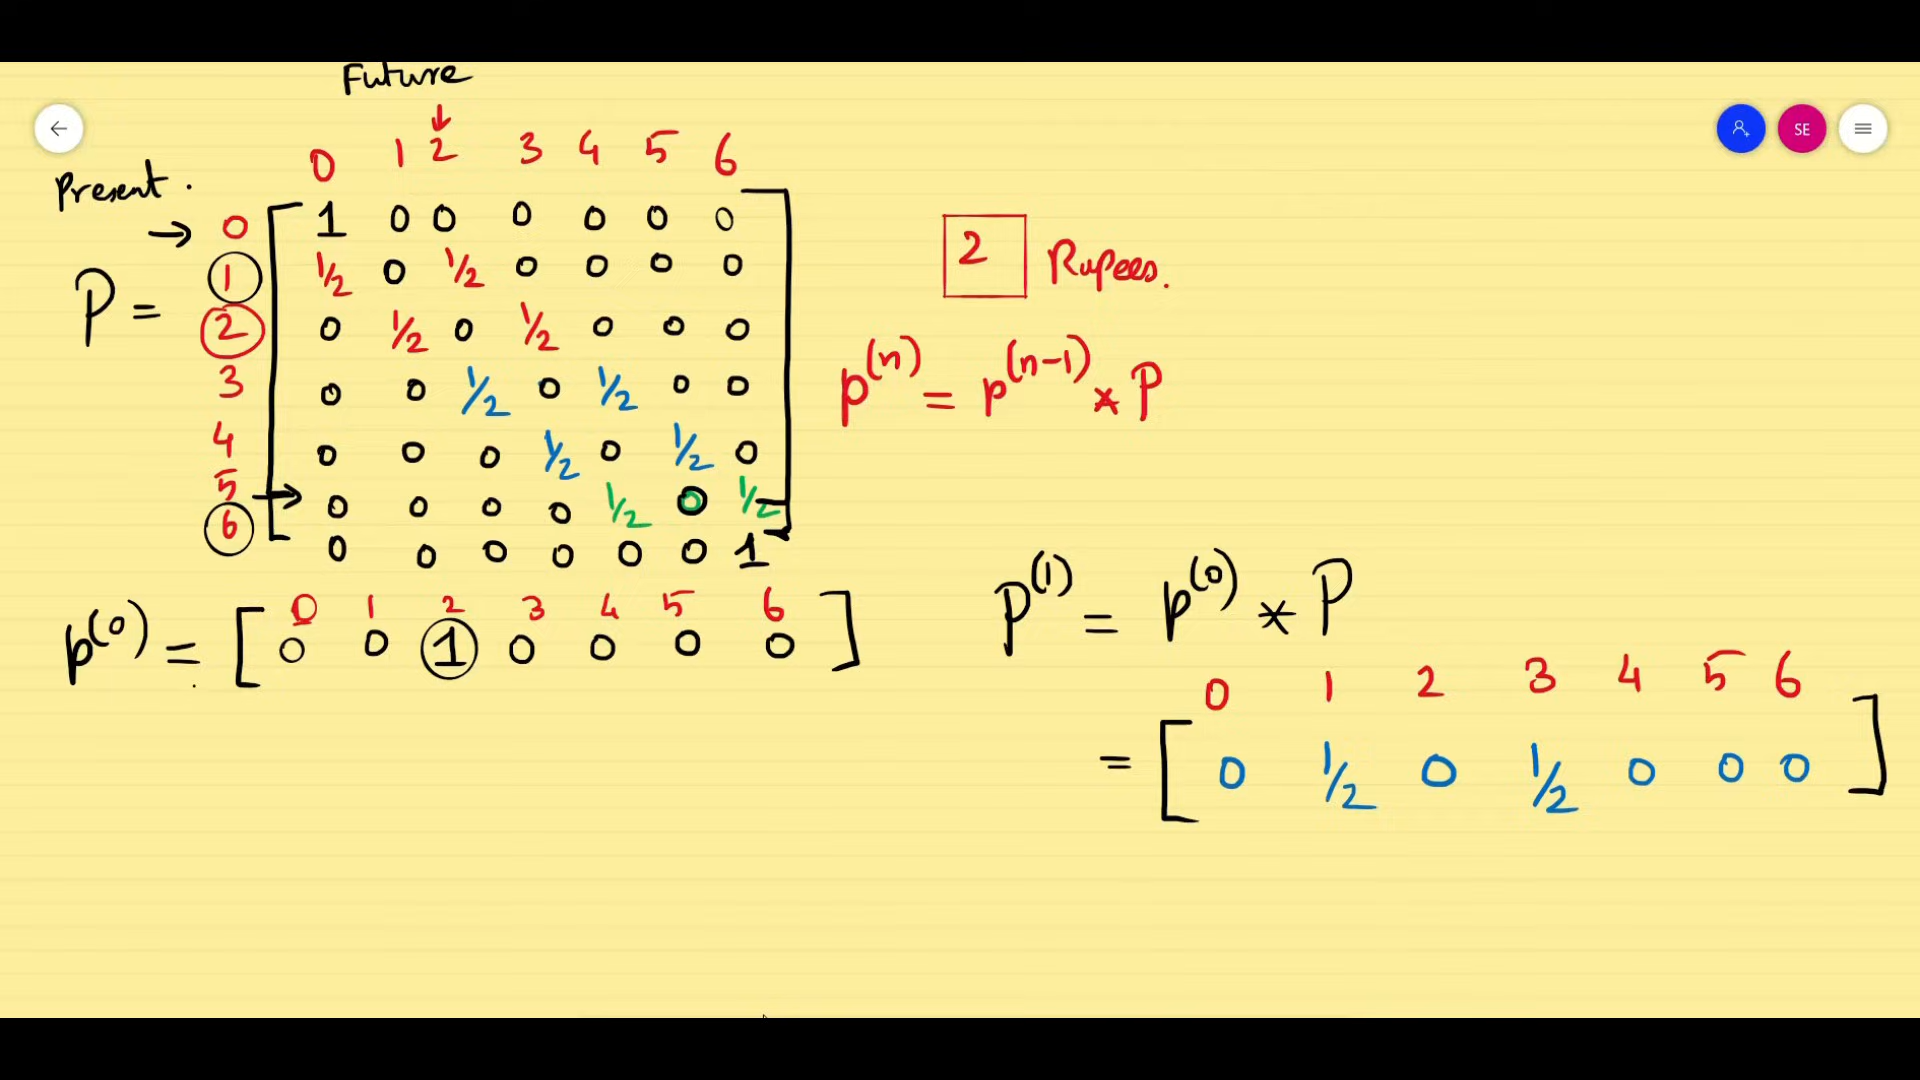 Future
0 1 2 3 4 5 6
Present.
0 1 0 0 0 0 0 0
1 1/2 0 1/2 0 0 0 0
P = 2 0 1/2 0 1/2 0 0 0
3 0 0 1/2 0 1/2 0 0
4 0 0 0 1/2 0 1/2 0
5 0 0 0 0 1/2 0 1/2
6 0 0 0 0 0 0 1
0 1 2 3 4 5 6
p^(0) = [0 0 1 0 0 0 0]
SE
2 Rupees.
p^(n) = p^(n-1) * P
P^(1) = p^(0) * P
0 1 2 3 4 5 6
= [0 1/2 0 1/2 0 0 0]